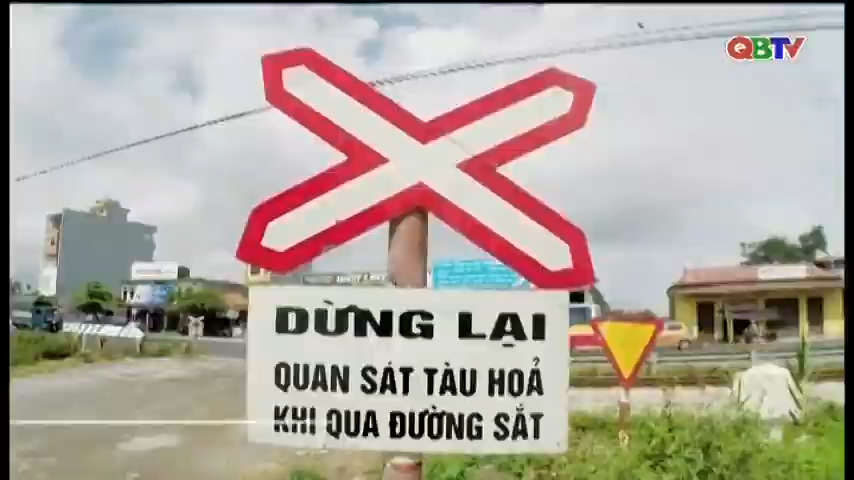 QBTV
DỪNG LẠI
QUAN SÁT TÀU HOẢ
KHI QUA ĐƯỜNG SẮT